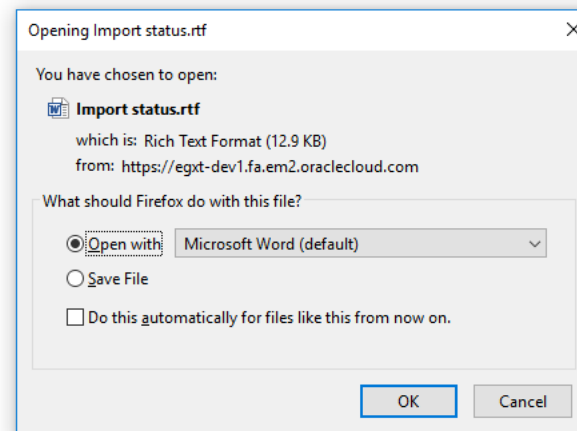 Opening Import status.rtf
You have chosen to open:
Import status.rtf
which is: Rich Text Format (12.9 KB)
from: https://egxt-dev1.fa.em2.oraclecloud.com
What should Firefox do with this file?
Open with Microsoft Word (default)
Save File
Do this automatically for files like this from now on.
OK Cancel